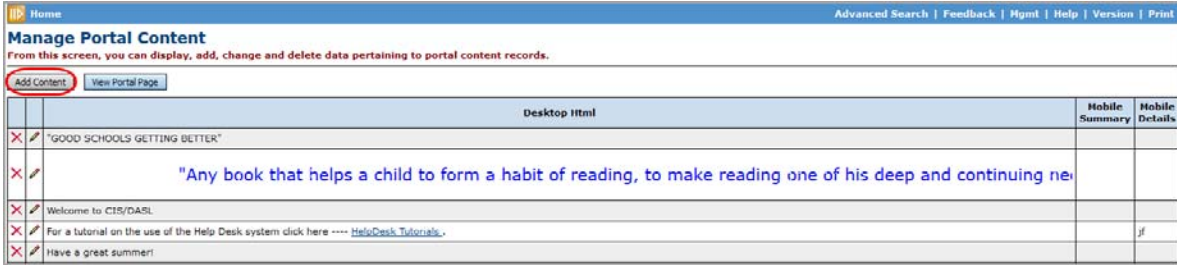 Home Advanced Search | Feedback | Mgmt | Help | Version | Print
Manage Portal Content
From this screen, you can display, add, change and delete data pertaining to portal content records.
Add Content View Portal Page
Desktop Html Mobile Summary Mobile Details
"GOOD SCHOOLS GETTING BETTER"
"Any book that helps a child to form a habit of reading, to make reading one of his deep and continuing
Welcome to CIS/DASL
For a tutorial on the use of the Help Desk system click here ---- HelpDesk Tutorials . jf
Have a great summer!